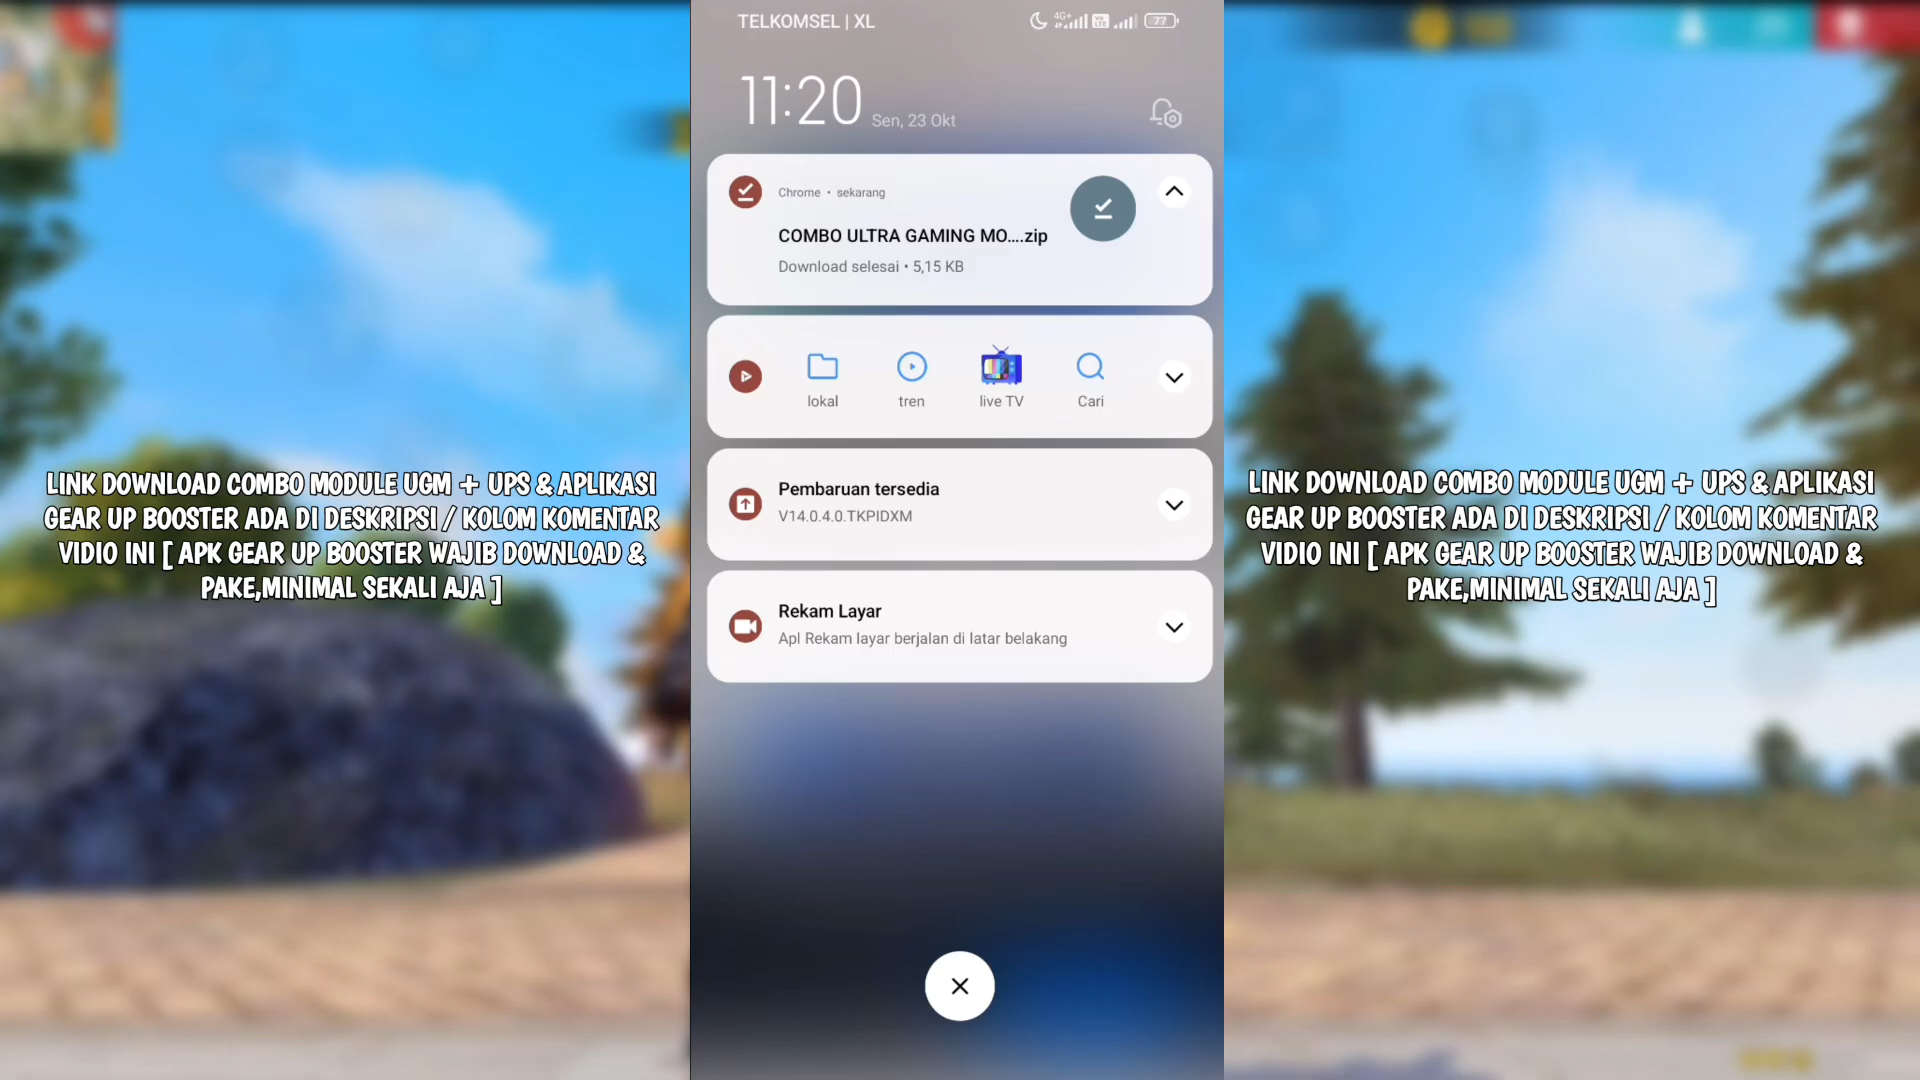 TELKOMSEL | XL
4G+
77
11:20 Sen, 23 Okt
Chrome • sekarang
COMBO ULTRA GAMING MO....zip
Download selesai • 5,15 KB
lokal
tren
live TV
Cari
Pembaruan tersedia
V14.0.4.0.TKPIDXM
Rekam Layar
Apl Rekam layar berjalan di latar belakang
LINK DOWNLOAD COMBO MODULE UGM + UPS & APLIKASI
GEAR UP BOOSTER ADA DI DESKRIPSI / KOLOM KOMENTAR
VIDIO INI [ APK GEAR UP BOOSTER WAJIB DOWNLOAD &
PAKE,MINIMAL SEKALI AJA ]
LINK DOWNLOAD COMBO MODULE UGM + UPS & APLIKASI
GEAR UP BOOSTER ADA DI DESKRIPSI / KOLOM KOMENTAR
VIDIO INI [ APK GEAR UP BOOSTER WAJIB DOWNLOAD &
PAKE,MINIMAL SEKALI AJA ]